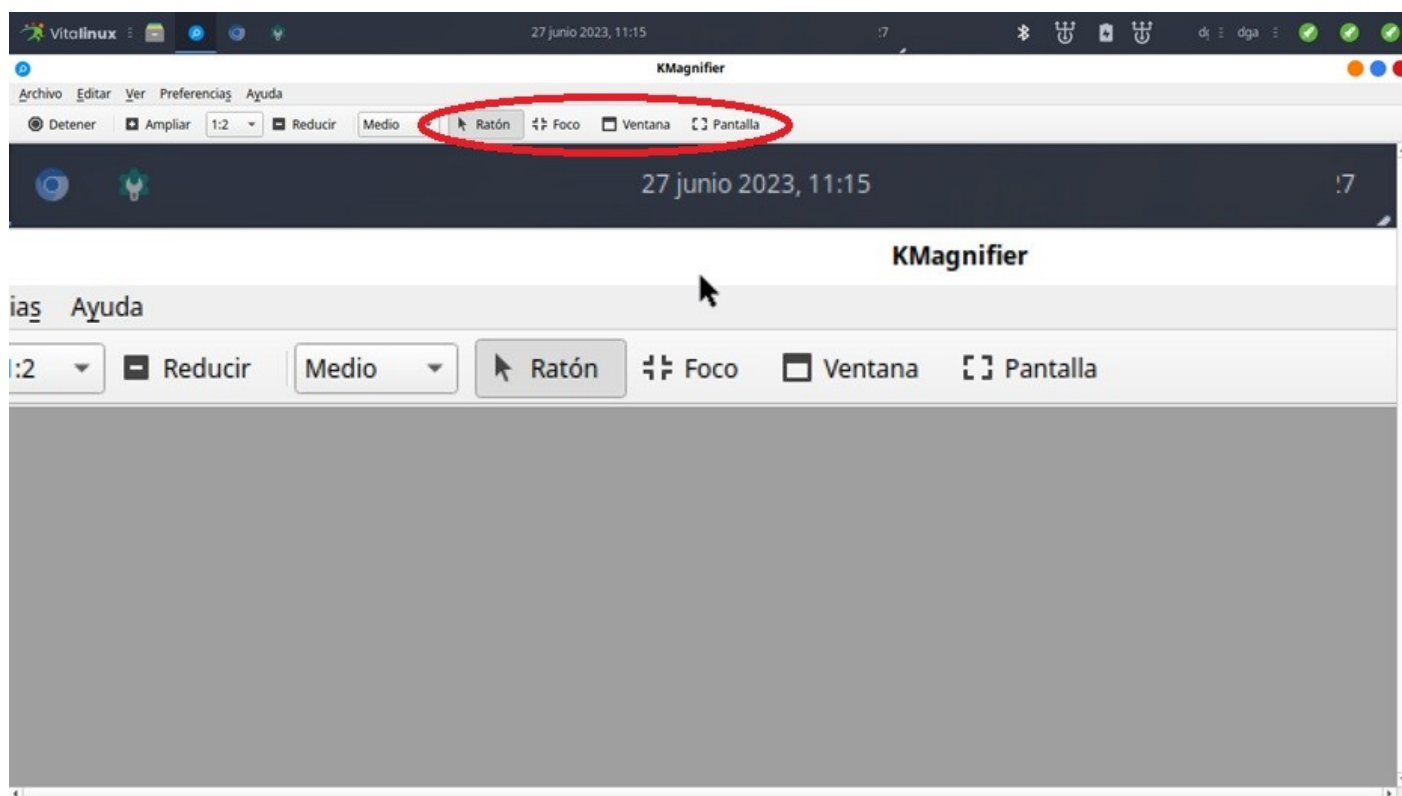 Vitalinux 27 junio 2023, 11:15 :7 dga
KMagnifier
Archivo Editar Ver Preferencias Ayuda
Detener Ampliar 1:2 Reducir Medio Ratón Foco Ventana Pantalla
27 junio 2023, 11:15 :7
KMagnifier
ias Ayuda
:2 Reducir Medio Ratón Foco Ventana Pantalla